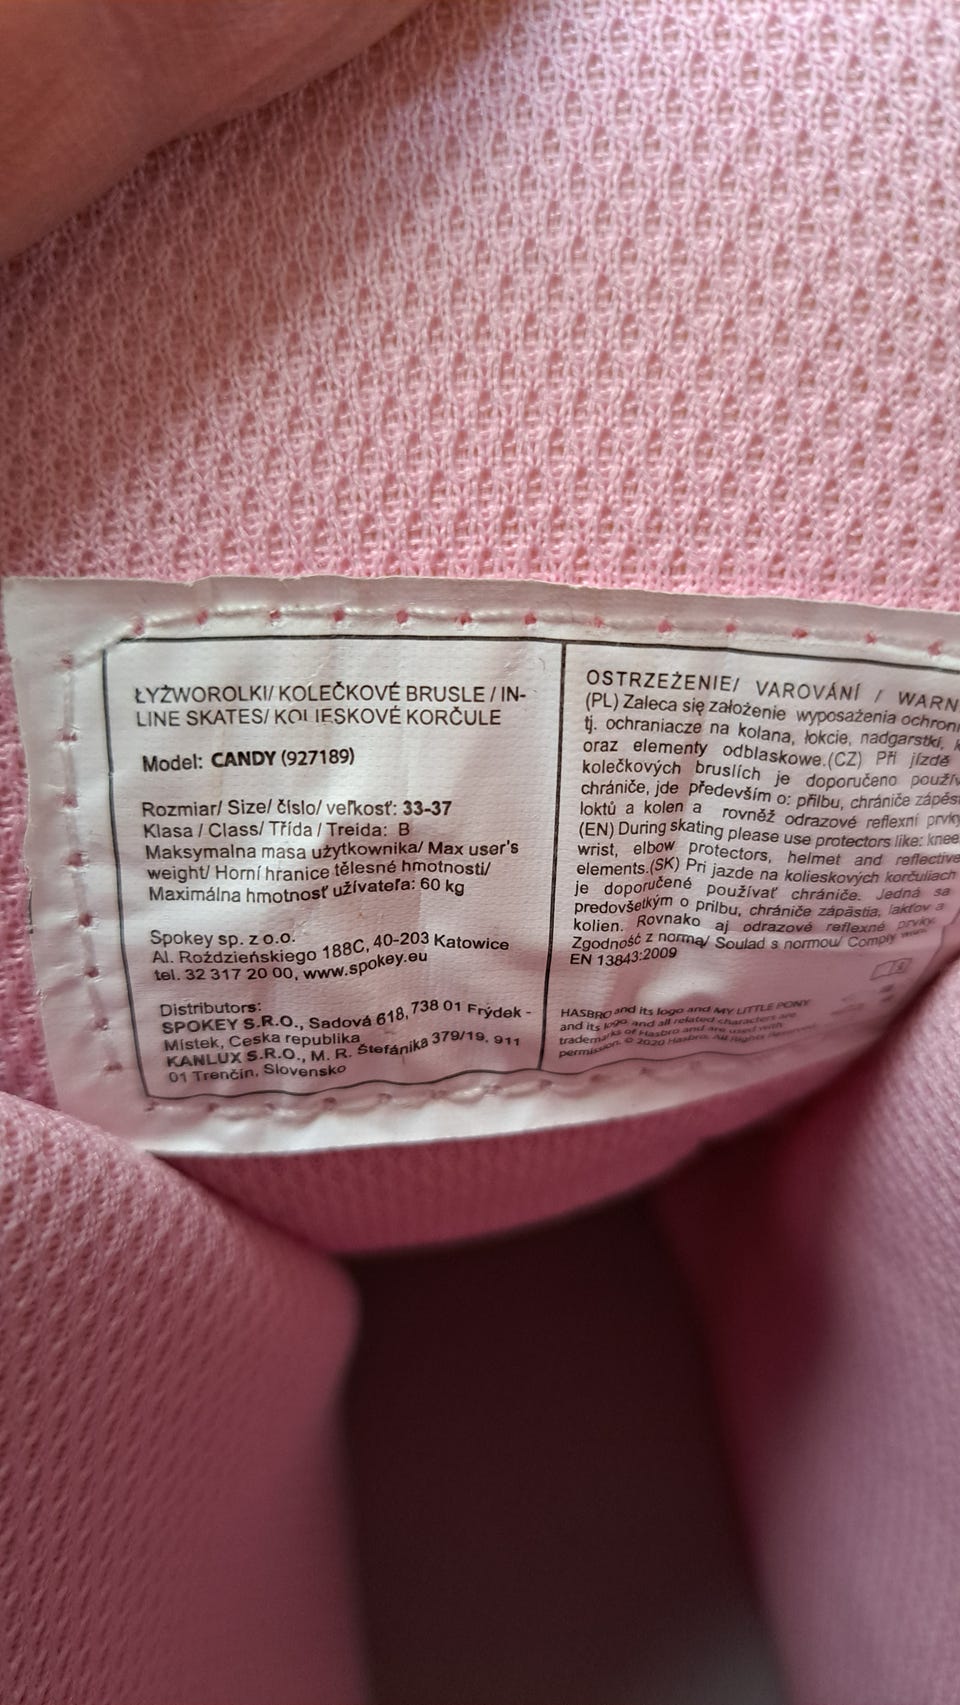 ŁYŻWOROLKI/ KOLEČKOVÉ BRUSLE / IN-
LINE SKATES/ KOLIESKOVÉ KORČULE
Model: CANDY (927189)
Rozmiar/ Size/ číslo/ veľkosť: 33-37
Klasa / Class/ Třída / Treida: B
Maksymalna masa użytkownika/ Max user's
weight/ Horní hranice tělesné hmotnosti/
Maximálna hmotnosť užívateľa: 60 kg
Spokey sp. z o.o.
Al. Roździeńskiego 188C, 40-203 Katowice
tel. 32 317 20 00, www.spokey.eu
Distributors:
SPOKEY S.R.O., Sadová 618, 738 01 Frýdek -
Místek, Ceska republika
KANLUX S.R.O., M. R. Štefánika 379/19, 911
01 Trenčín, Slovensko
OSTRZEŻENIE/ VAROVÁNÍ / WARN
(PL) Zaleca się założenie wyposażenia ochron
tj. ochraniacze na kolana, łokcie, nadgarstki,
oraz elementy odblaskowe.(CZ) Při jízdě
kolečkových bruslích je doporučeno použív
chrániče, jde především o: přilbu, chrániče zápěs
loktů a kolen a rovněž odrazové reflexní prvky
(EN) During skating please use protectors like: knee
wrist, elbow protectors, helmet and reflective
elements.(SK) Pri jazde na kolieskových korčuliach
je doporučené používať chrániče. Jedná sa
predovšetkým o prilbu, chrániče zápästia, lakťov a
kolien. Rovnako aj odrazové reflexné prvky.
Zgodność z normą/ Soulad s normou/ Comply
EN 13843:2009
HASBRO and its logo and MY LITTLE PONY
and its logo and all related characters are
trademarks of Hasbro and are used with
permission. © 2020 Hasbro. All Rights Reserved.